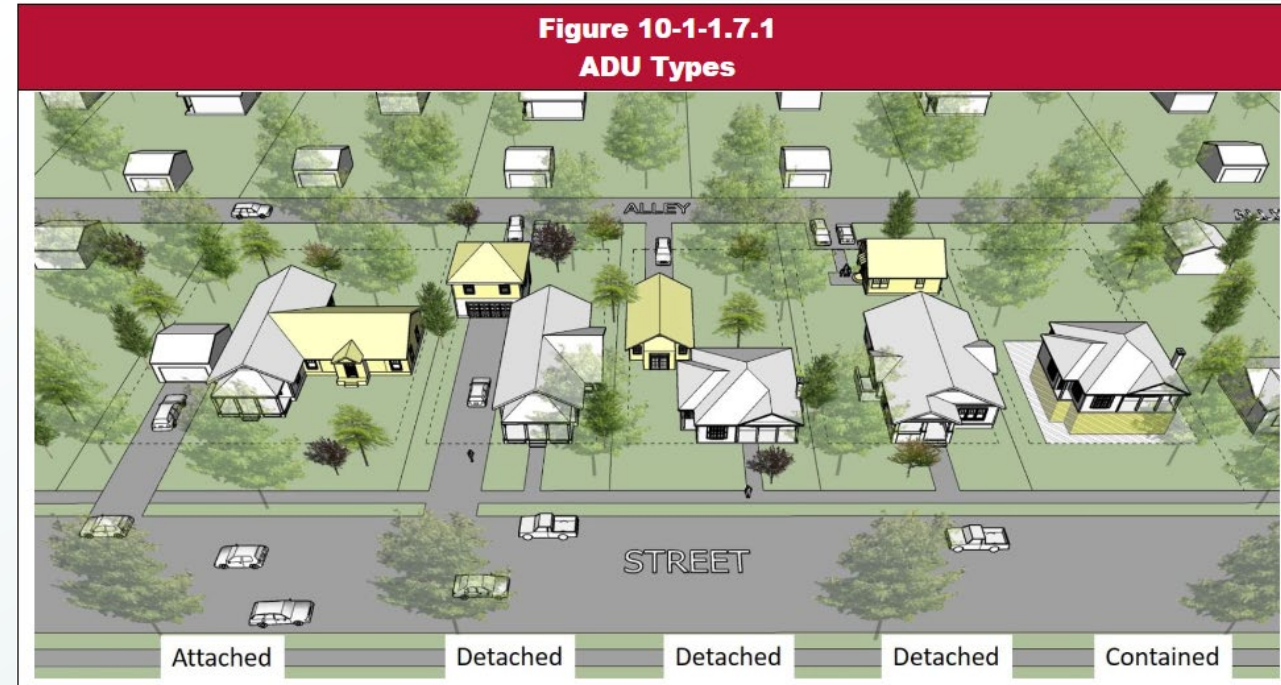 Figure 10-1-1.7.1
ADU Types
ALLEY
STREET
Attached Detached Detached Detached Contained